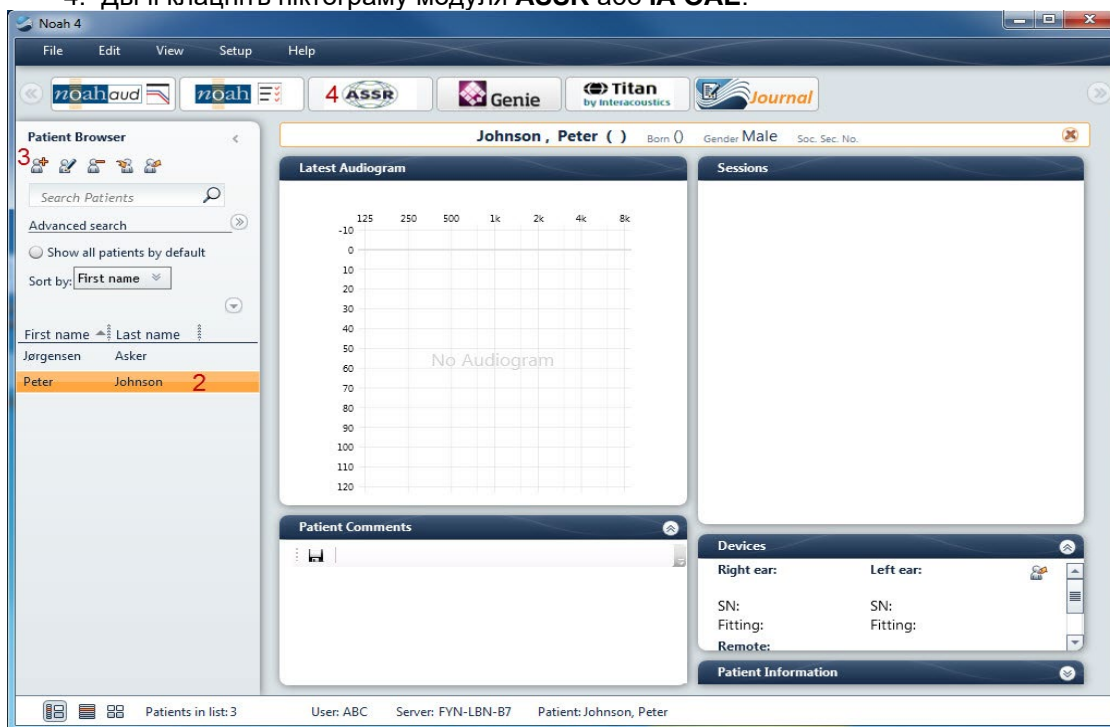 4. Двічі клацніть піктограму модуля ASSR або IA OAE.
Noah 4
File Edit View Setup Help
noah aud noah 4 ASSR Genie Titan by Interacoustics Journal
Patient Browser
3
Search Patients
Advanced search
Show all patients by default
Sort by: First name
First name Last name
Jørgensen Asker
Peter Johnson 2
Johnson , Peter ( ) Born () Gender Male Soc. Sec. No.
Latest Audiogram
125 250 500 1k 2k 4k 8k
-10
0
10
20
30
40
50
60
70
80
90
100
110
120
No Audiogram
Sessions
Patient Comments
Devices
Right ear: Left ear:
SN: SN:
Fitting: Fitting:
Remote:
Patient Information
Patients in list: 3 User: ABC Server: FYN-LBN-B7 Patient: Johnson, Peter